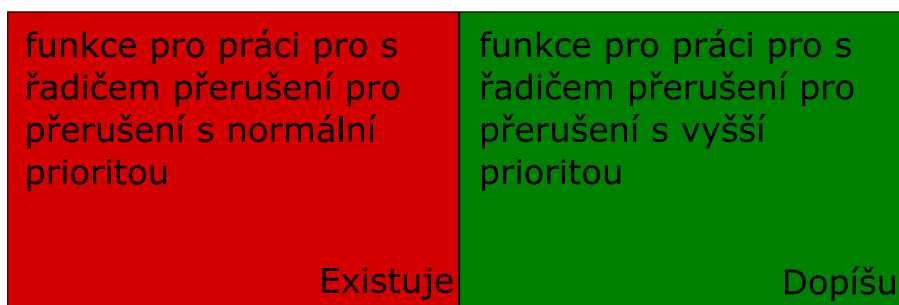 funkce pro práci pro s
řadičem přerušení pro
přerušení s normální
prioritou
Existuje
funkce pro práci pro s
řadičem přerušení pro
přerušení s vyšší
prioritou
Dopíšu